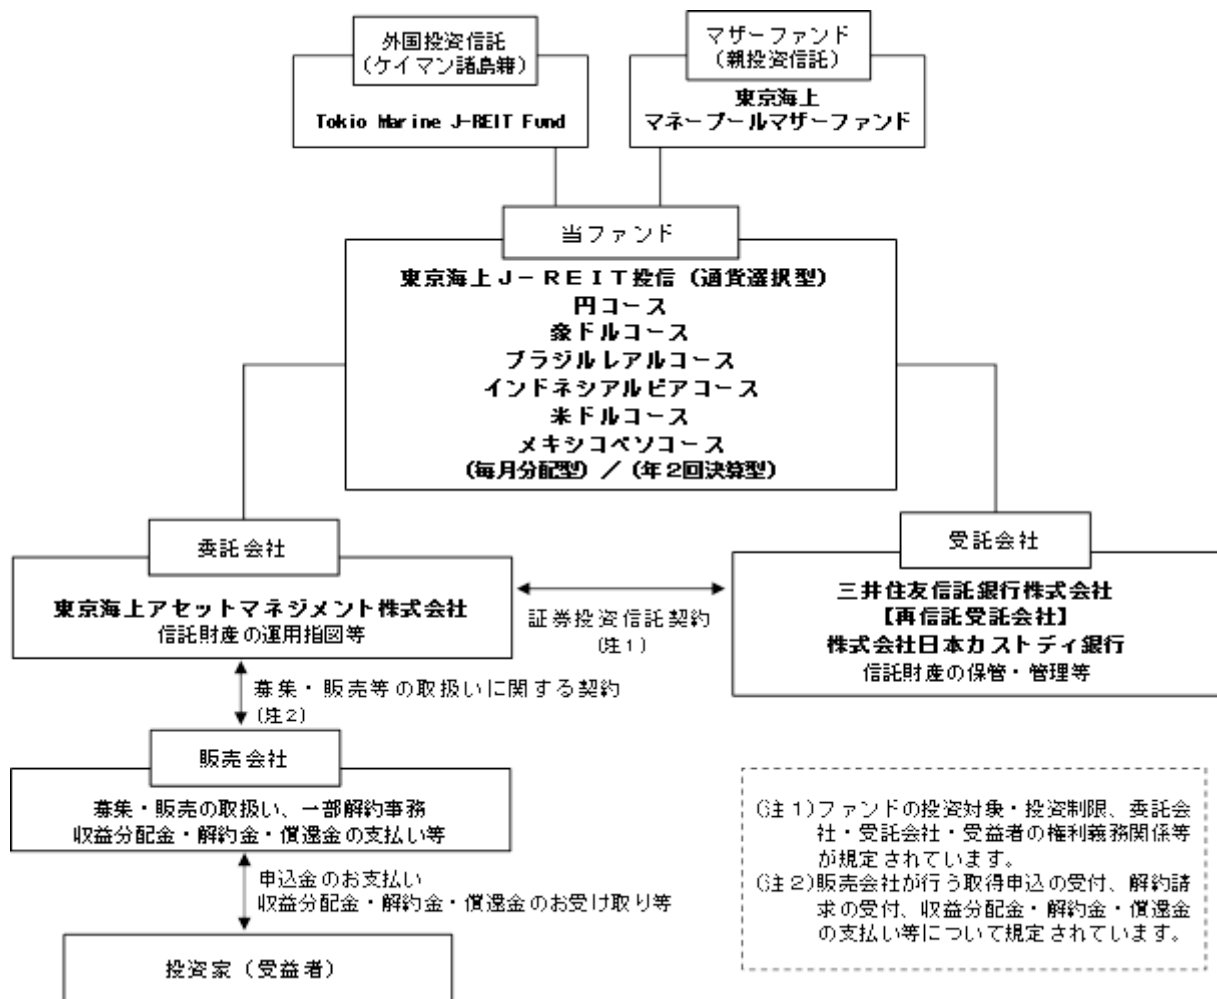 外国投資信託
(ケイマン諸島籍)
Tokio Marine J-REIT Fund
マザーファンド
(親投資信託)
東京海上
マネープールマザーファンド
当ファンド
東京海上J-REIT投信(通貨選択型)
円コース
豪ドルコース
ブラジルレアルコース
インドネシアルピアコース
米ドルコース
メキシコペソコース
(毎月分配型)/(年2回決算型)
委託会社
東京海上アセットマネジメント株式会社
信託財産の運用指図等
証券投資信託契約
(注1)
受託会社
三井住友信託銀行株式会社
【再信託受託会社】
株式会社日本カストディ銀行
信託財産の保管・管理等
募集・販売等の取扱いに関する契約
(注2)
販売会社
募集・販売の取扱い、一部解約事務
収益分配金・解約金・償還金の支払い等
申込金のお支払い
収益分配金・解約金・償還金のお受け取り等
投資家(受益者)
(注1)ファンドの投資対象・投資制限、委託会
社・受託会社・受益者の権利義務関係等
が規定されています。
(注2)販売会社が行う取得申込の受付、解約請
求の受付、収益分配金・解約金・償還金
の支払い等について規定されています。